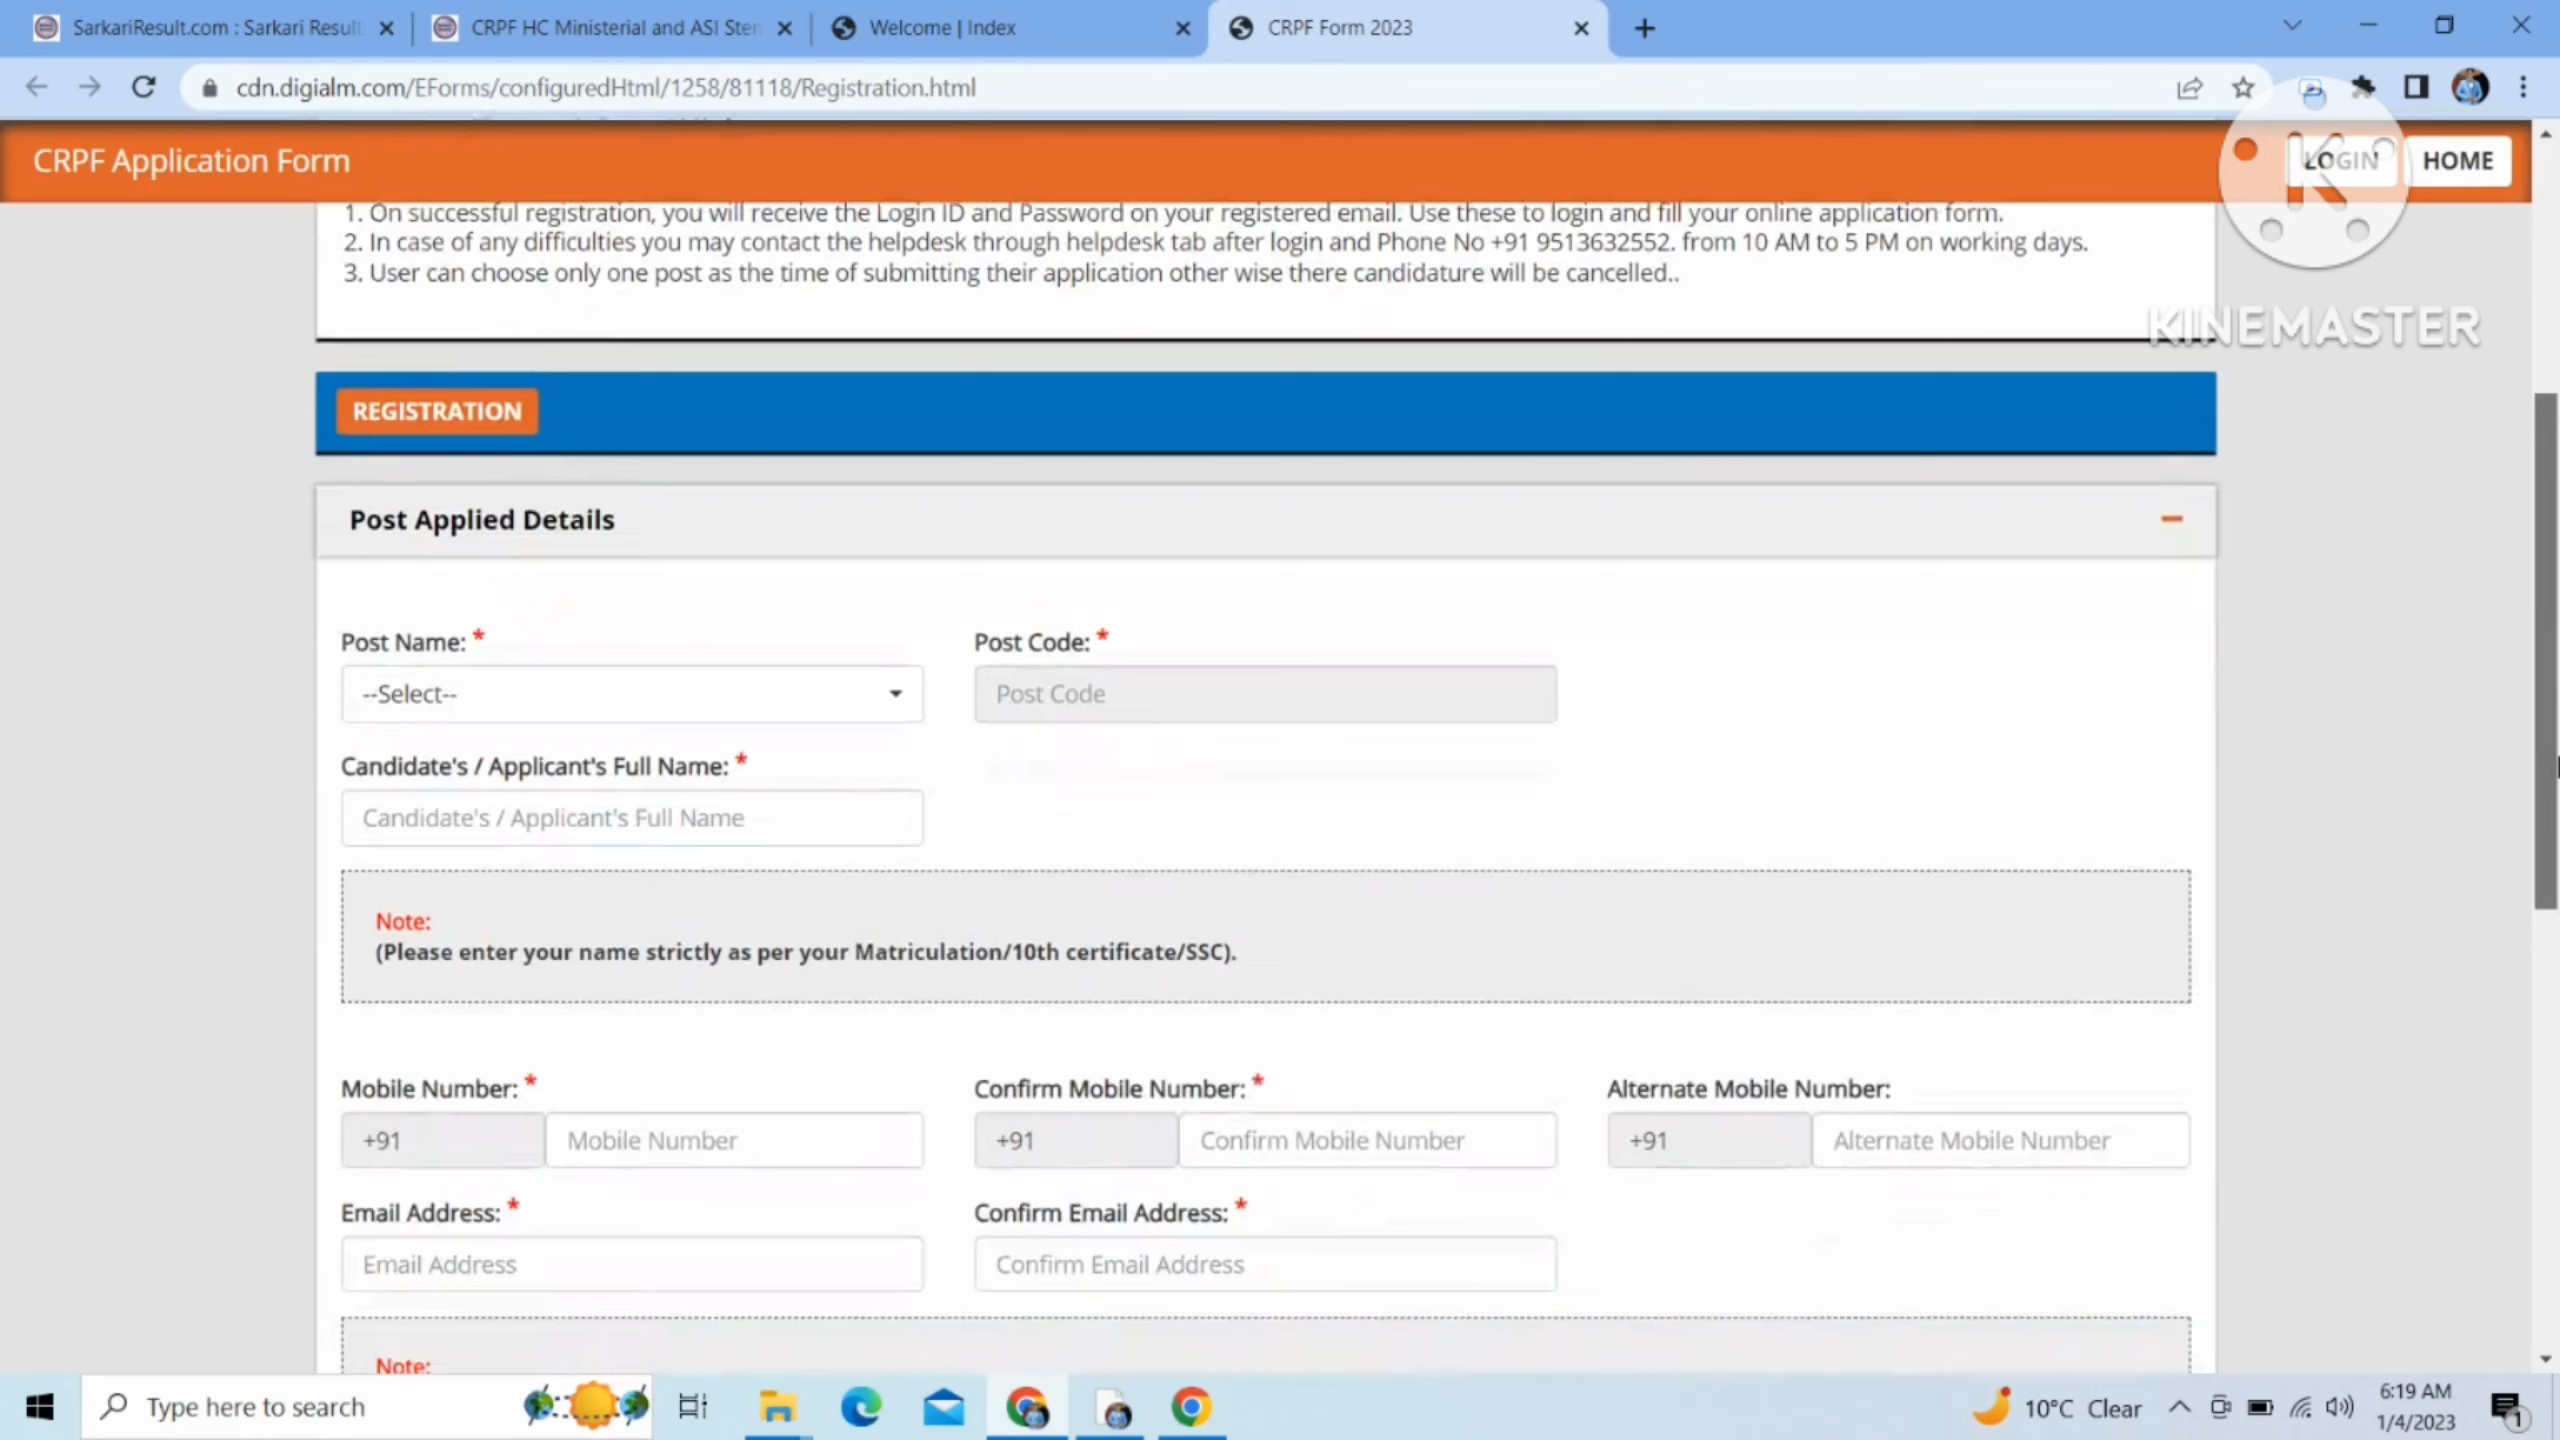 SarkariResult.com : Sarkari Result
CRPF HC Ministerial and ASI Sten
Welcome | Index
CRPF Form 2023
cdn.digialm.com/EForms/configuredHtml/1258/81118/Registration.html
CRPF Application Form
LOGIN
HOME
1. On successful registration, you will receive the Login ID and Password on your registered email. Use these to login and fill your online application form.
2. In case of any difficulties you may contact the helpdesk through helpdesk tab after login and Phone No +91 9513632552. from 10 AM to 5 PM on working days.
3. User can choose only one post as the time of submitting their application other wise there candidature will be cancelled..
KINEMASTER
REGISTRATION
Post Applied Details
Post Name: *
Post Code: *
--Select--
Post Code
Candidate's / Applicant's Full Name: *
Candidate's / Applicant's Full Name
Note:
(Please enter your name strictly as per your Matriculation/10th certificate/SSC).
Mobile Number: *
Confirm Mobile Number: *
Alternate Mobile Number:
+91
Mobile Number
+91
Confirm Mobile Number
+91
Alternate Mobile Number
Email Address: *
Confirm Email Address: *
Email Address
Confirm Email Address
Note:
Type here to search
10°C Clear
6:19 AM
1/4/2023
1